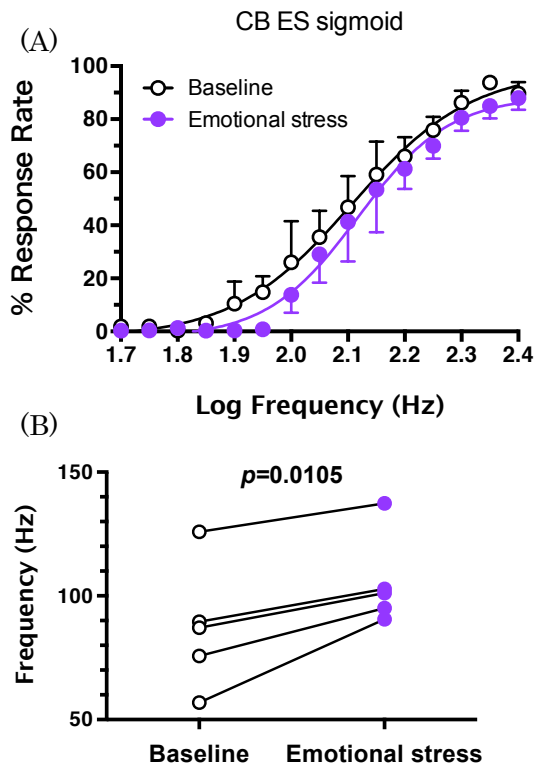 (A)
CB ES sigmoid
Baseline
Emotional stress
% Response Rate
100
80
60
40
20
0
1.7 1.8 1.9 2.0 2.1 2.2 2.3 2.4
Log Frequency (Hz)
(B)
p=0.0105
Frequency (Hz)
150
100
50
Baseline Emotional stress